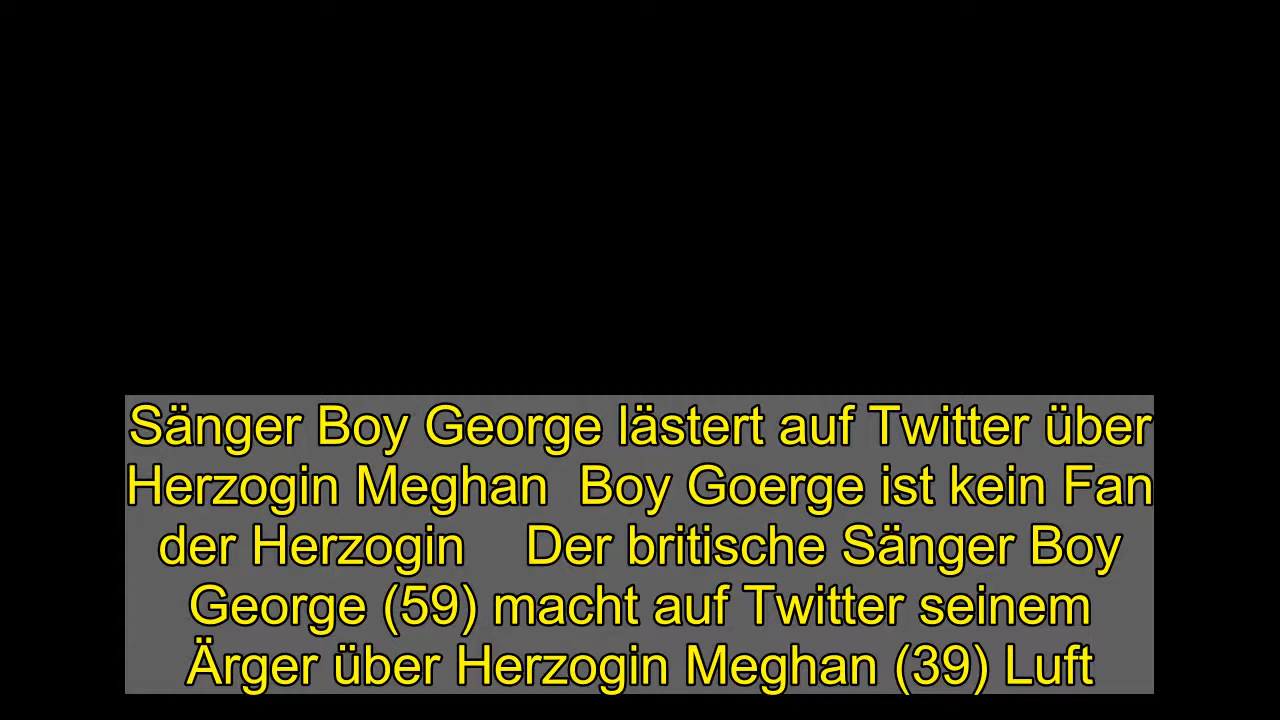 Sänger Boy George lästert auf Twitter über
Herzogin Meghan  Boy Goerge ist kein Fan
der Herzogin    Der britische Sänger Boy
George (59) macht auf Twitter seinem
Ärger über Herzogin Meghan (39) Luft